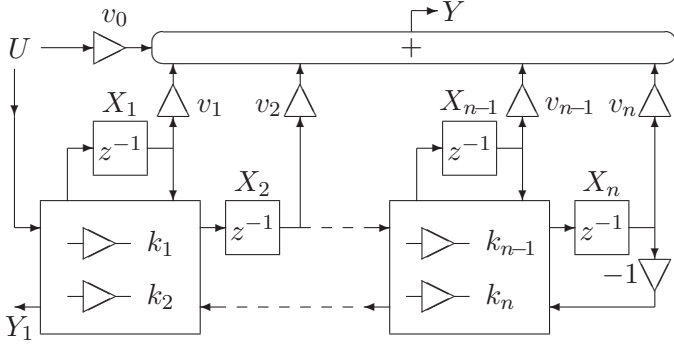 Y
U v₀ +
X₁ v₁ v₂ Xₙ₋₁ vₙ₋₁ vₙ
z⁻¹ z⁻¹
X₂ Xₙ
k₁ z⁻¹ kₙ₋₁ z⁻¹
−1
k₂ kₙ
Y₁